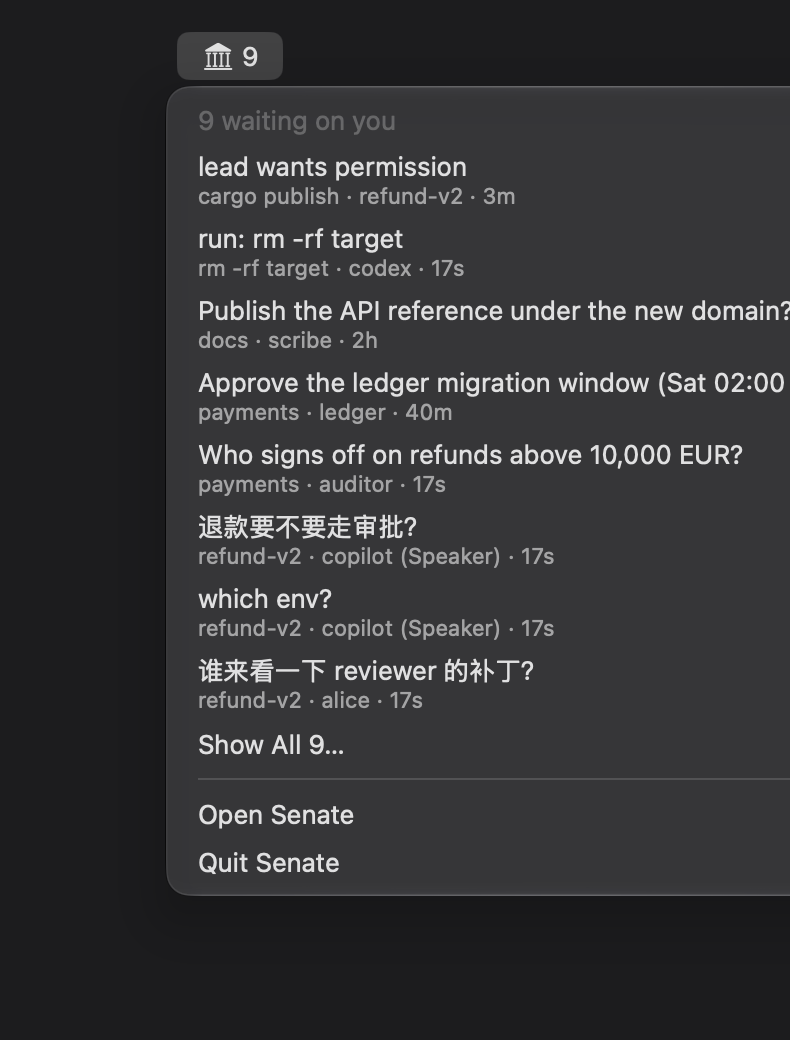 9
9 waiting on you
lead wants permission
cargo publish · refund-v2 · 3m
run: rm -rf target
rm -rf target · codex · 17s
Publish the API reference under the new domain?
docs · scribe · 2h
Approve the ledger migration window (Sat 02:00
payments · ledger · 40m
Who signs off on refunds above 10,000 EUR?
payments · auditor · 17s
退款要不要走审批?
refund-v2 · copilot (Speaker) · 17s
which env?
refund-v2 · copilot (Speaker) · 17s
谁来看一下 reviewer 的补丁?
refund-v2 · alice · 17s
Show All 9…
Open Senate
Quit Senate